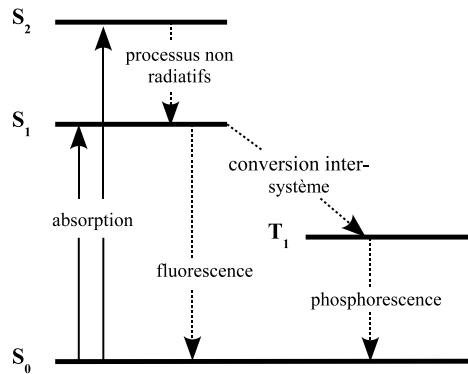 S2
processus non
radiatifs
S1
conversion inter-
système
absorption
T1
fluorescence
phosphorescence
S0